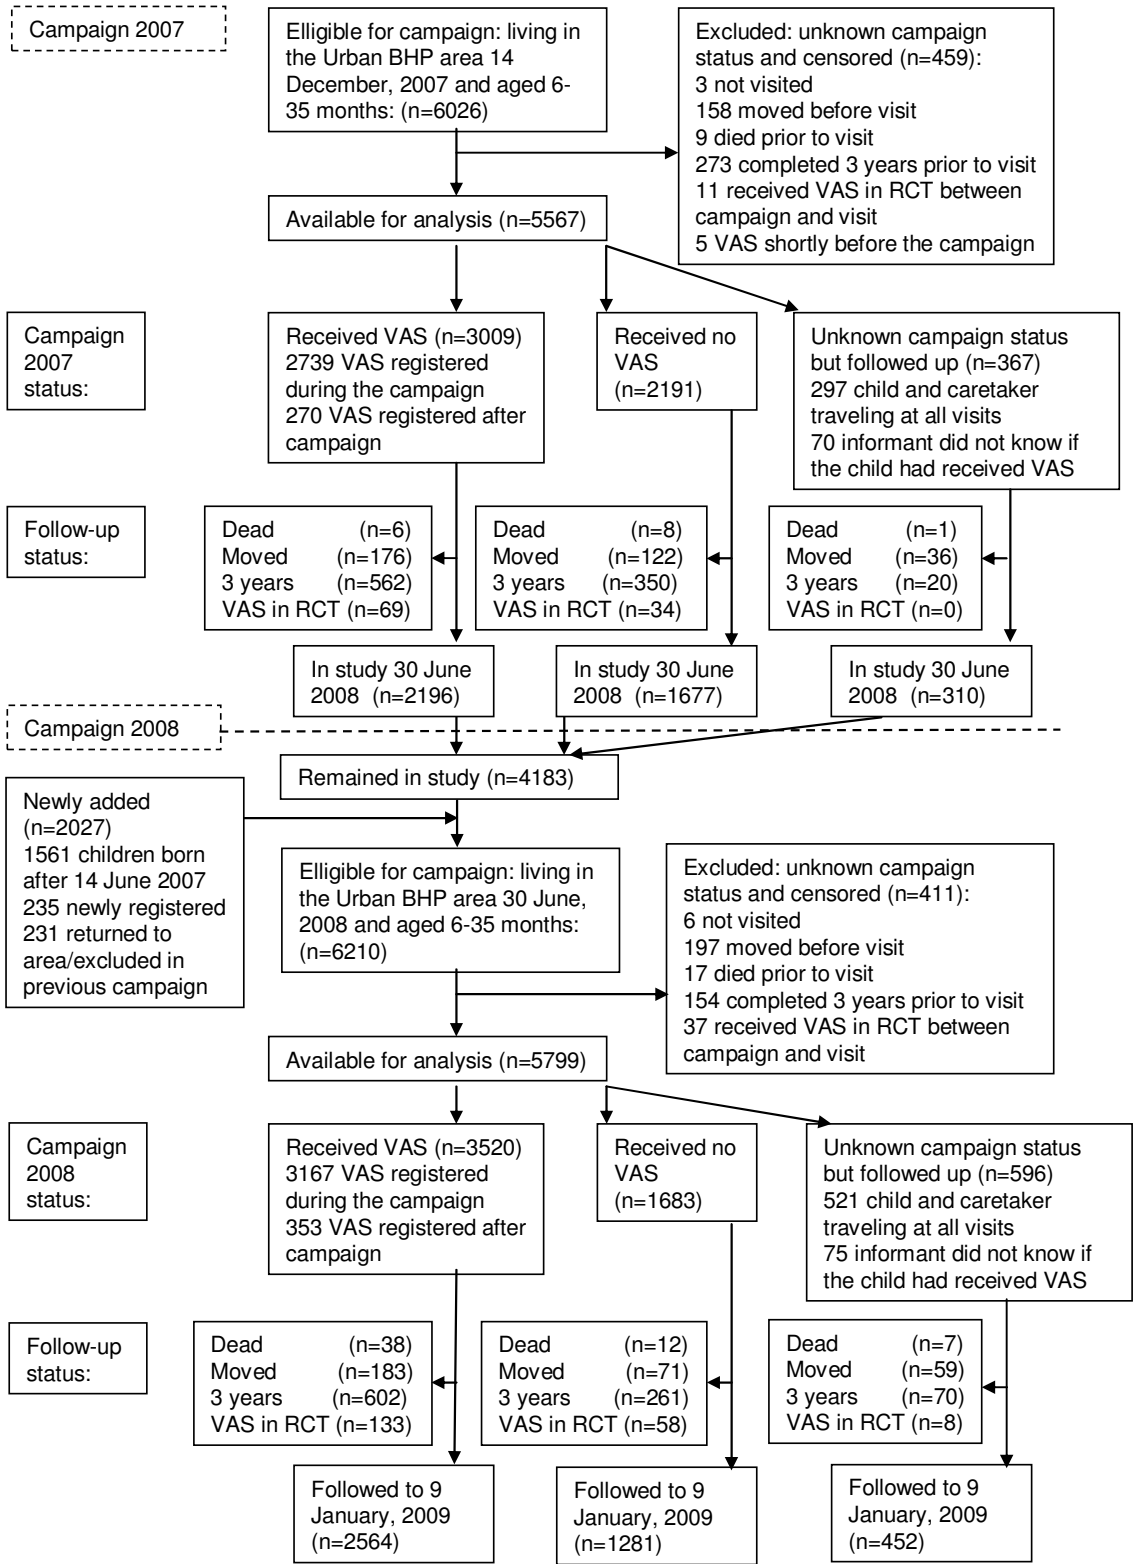 Campaign 2007
Elligible for campaign: living in
the Urban BHP area 14
December, 2007 and aged 6-
35 months: (n=6026)
Excluded: unknown campaign
status and censored (n=459):
3 not visited
158 moved before visit
9 died prior to visit
273 completed 3 years prior to visit
11 received VAS in RCT between
campaign and visit
5 VAS shortly before the campaign
Available for analysis (n=5567)
Campaign
2007
status:
Received VAS (n=3009)
2739 VAS registered
during the campaign
270 VAS registered after
campaign
Received no
VAS
(n=2191)
Unknown campaign status
but followed up (n=367)
297 child and caretaker
traveling at all visits
70 informant did not know if
the child had received VAS
Follow-up
status:
Dead (n=6)
Moved (n=176)
3 years (n=562)
VAS in RCT (n=69)
Dead (n=8)
Moved (n=122)
3 years (n=350)
VAS in RCT (n=34)
Dead (n=1)
Moved (n=36)
3 years (n=20)
VAS in RCT (n=0)
In study 30 June
2008 (n=2196)
In study 30 June
2008 (n=1677)
In study 30 June
2008 (n=310)
Campaign 2008
Remained in study (n=4183)
Newly added
(n=2027)
1561 children born
after 14 June 2007
235 newly registered
231 returned to
area/excluded in
previous campaign
Elligible for campaign: living in
the Urban BHP area 30 June,
2008 and aged 6-35 months:
(n=6210)
Excluded: unknown campaign
status and censored (n=411):
6 not visited
197 moved before visit
17 died prior to visit
154 completed 3 years prior to visit
37 received VAS in RCT between
campaign and visit
Available for analysis (n=5799)
Campaign
2008
status:
Received VAS (n=3520)
3167 VAS registered
during the campaign
353 VAS registered after
campaign
Received no
VAS
(n=1683)
Unknown campaign status
but followed up (n=596)
521 child and caretaker
traveling at all visits
75 informant did not know if
the child had received VAS
Follow-up
status:
Dead (n=38)
Moved (n=183)
3 years (n=602)
VAS in RCT (n=133)
Dead (n=12)
Moved (n=71)
3 years (n=261)
VAS in RCT (n=58)
Dead (n=7)
Moved (n=59)
3 years (n=70)
VAS in RCT (n=8)
Followed to 9
January, 2009
(n=2564)
Followed to 9
January, 2009
(n=1281)
Followed to 9
January, 2009
(n=452)